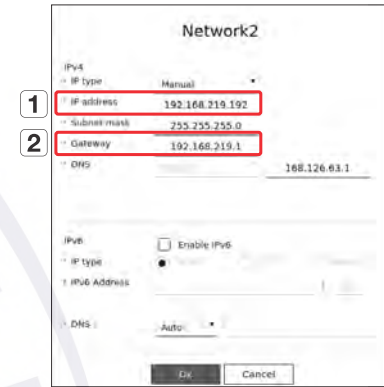 Network2
IPv4
IP type Manual
1 IP address 192.168.219.192
Subnet mask 255.255.255.0
2 Gateway 192.168.219.1
DNS 168.126.63.1
IPv6 Enable IPv6
IP type
IPv6 Address
DNS Auto
Ok Cancel